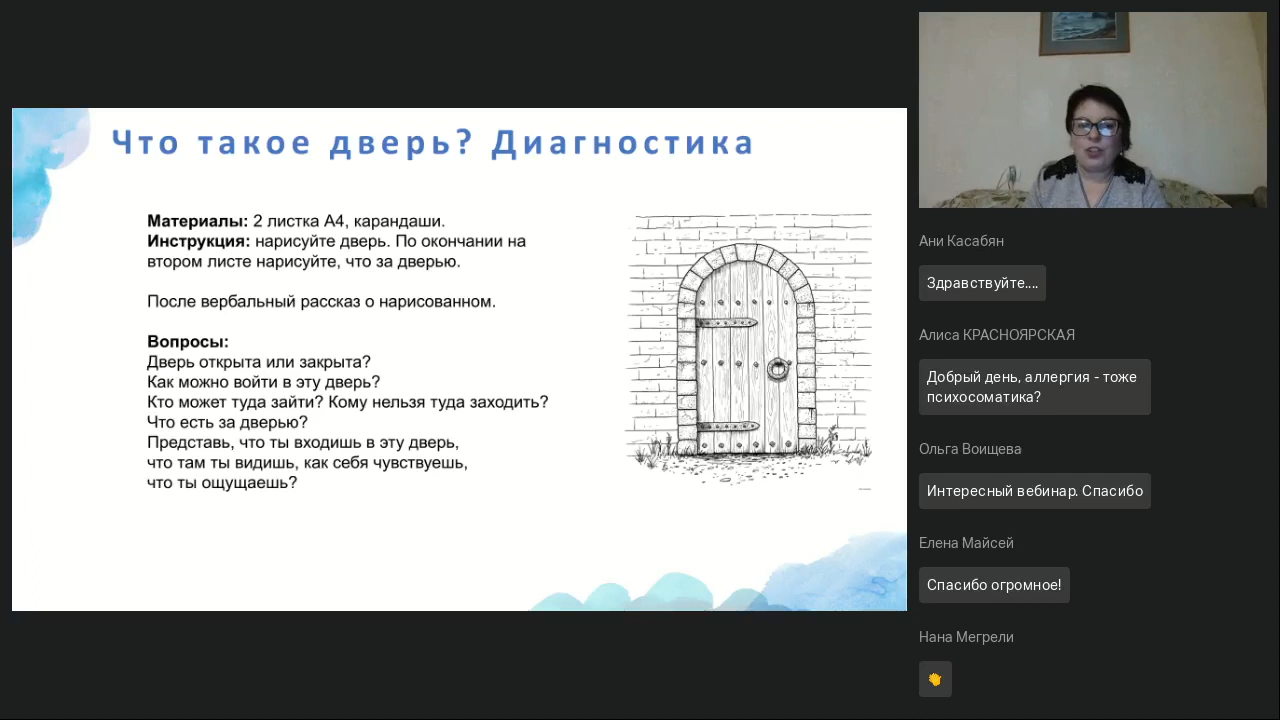 Что такое дверь? Диагностика
Материалы: 2 листка А4, карандаши.
Инструкция: нарисуйте дверь. По окончании на
втором листе нарисуйте, что за дверью.
После вербальный рассказ о нарисованном.
Вопросы:
Дверь открыта или закрыта?
Как можно войти в эту дверь?
Кто может туда зайти? Кому нельзя туда заходить?
Что есть за дверью?
Представь, что ты входишь в эту дверь,
что там ты видишь, как себя чувствуешь,
что ты ощущаешь?
Ани Касабян
Здравствуйте....
Алиса КРАСНОЯРСКАЯ
Добрый день, аллергия - тоже
психосоматика?
Ольга Воищева
Интересный вебинар. Спасибо
Елена Майсей
Спасибо огромное!
Нана Мегрели
👏